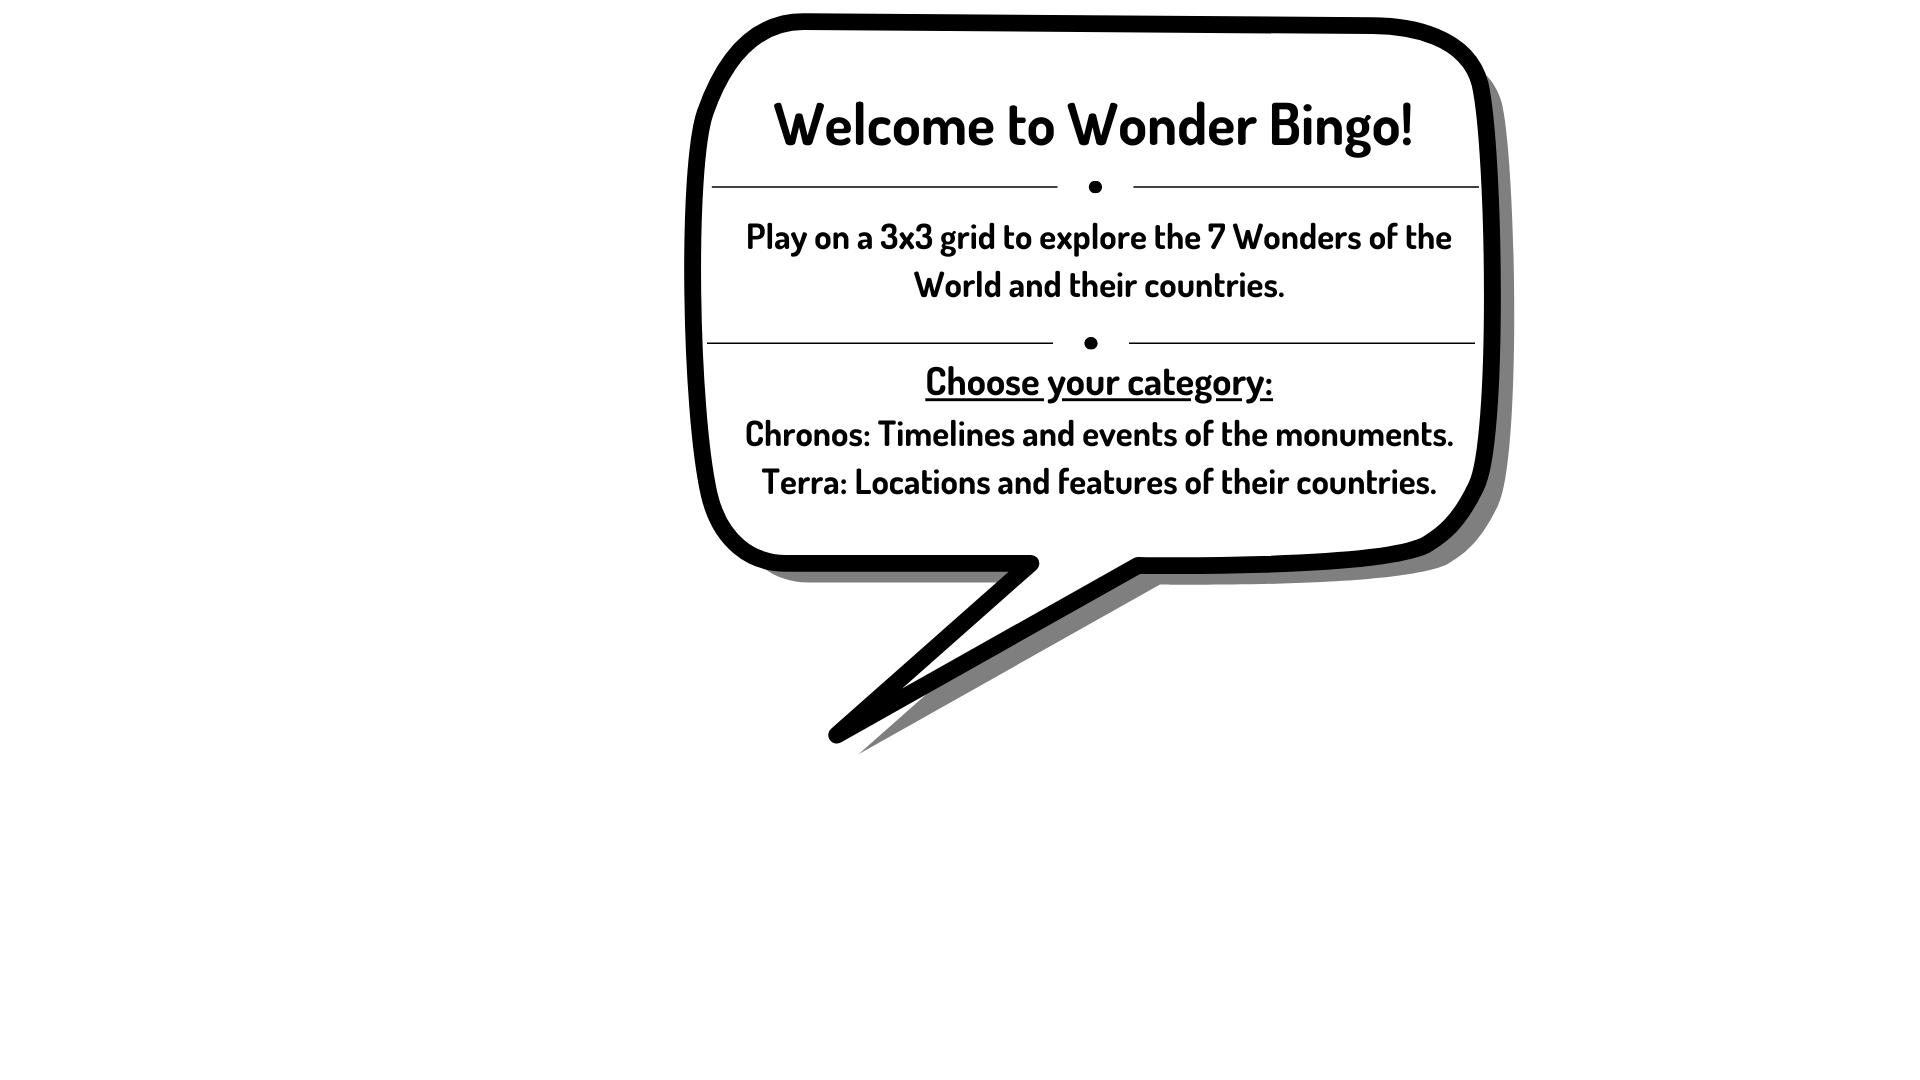 Welcome to Wonder Bingo!
Play on a 3x3 grid to explore the 7 Wonders of the
World and their countries.
Choose your category:
Chronos: Timelines and events of the monuments.
Terra: Locations and features of their countries.